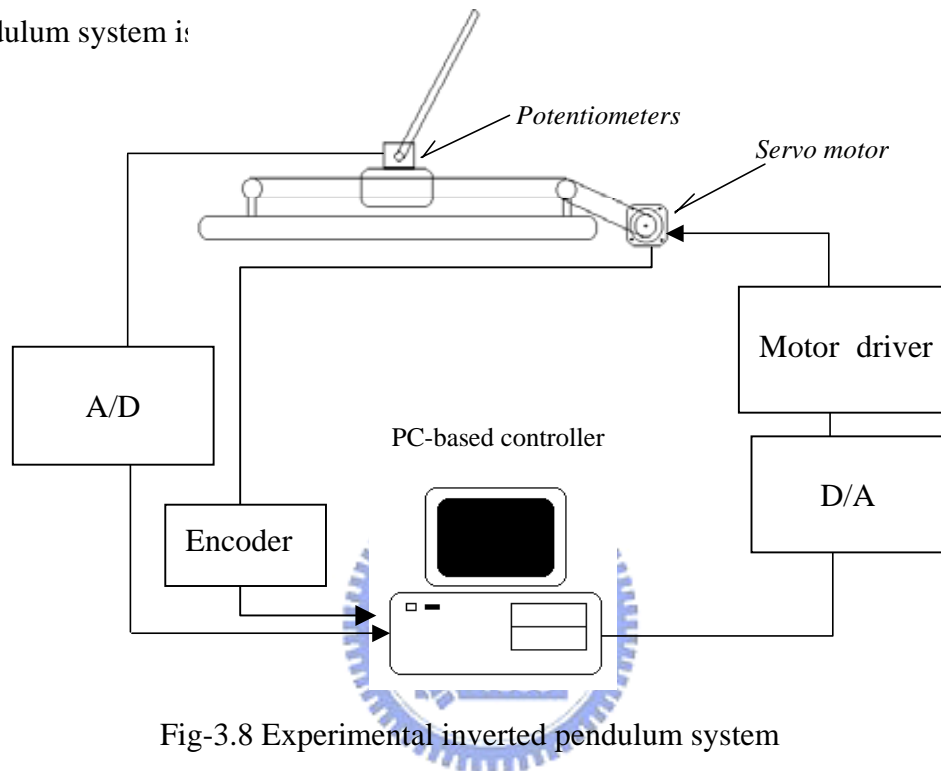 dulum system is
Potentiometers
Servo motor
Motor driver
A/D
PC-based controller
D/A
Encoder
Fig-3.8 Experimental inverted pendulum system